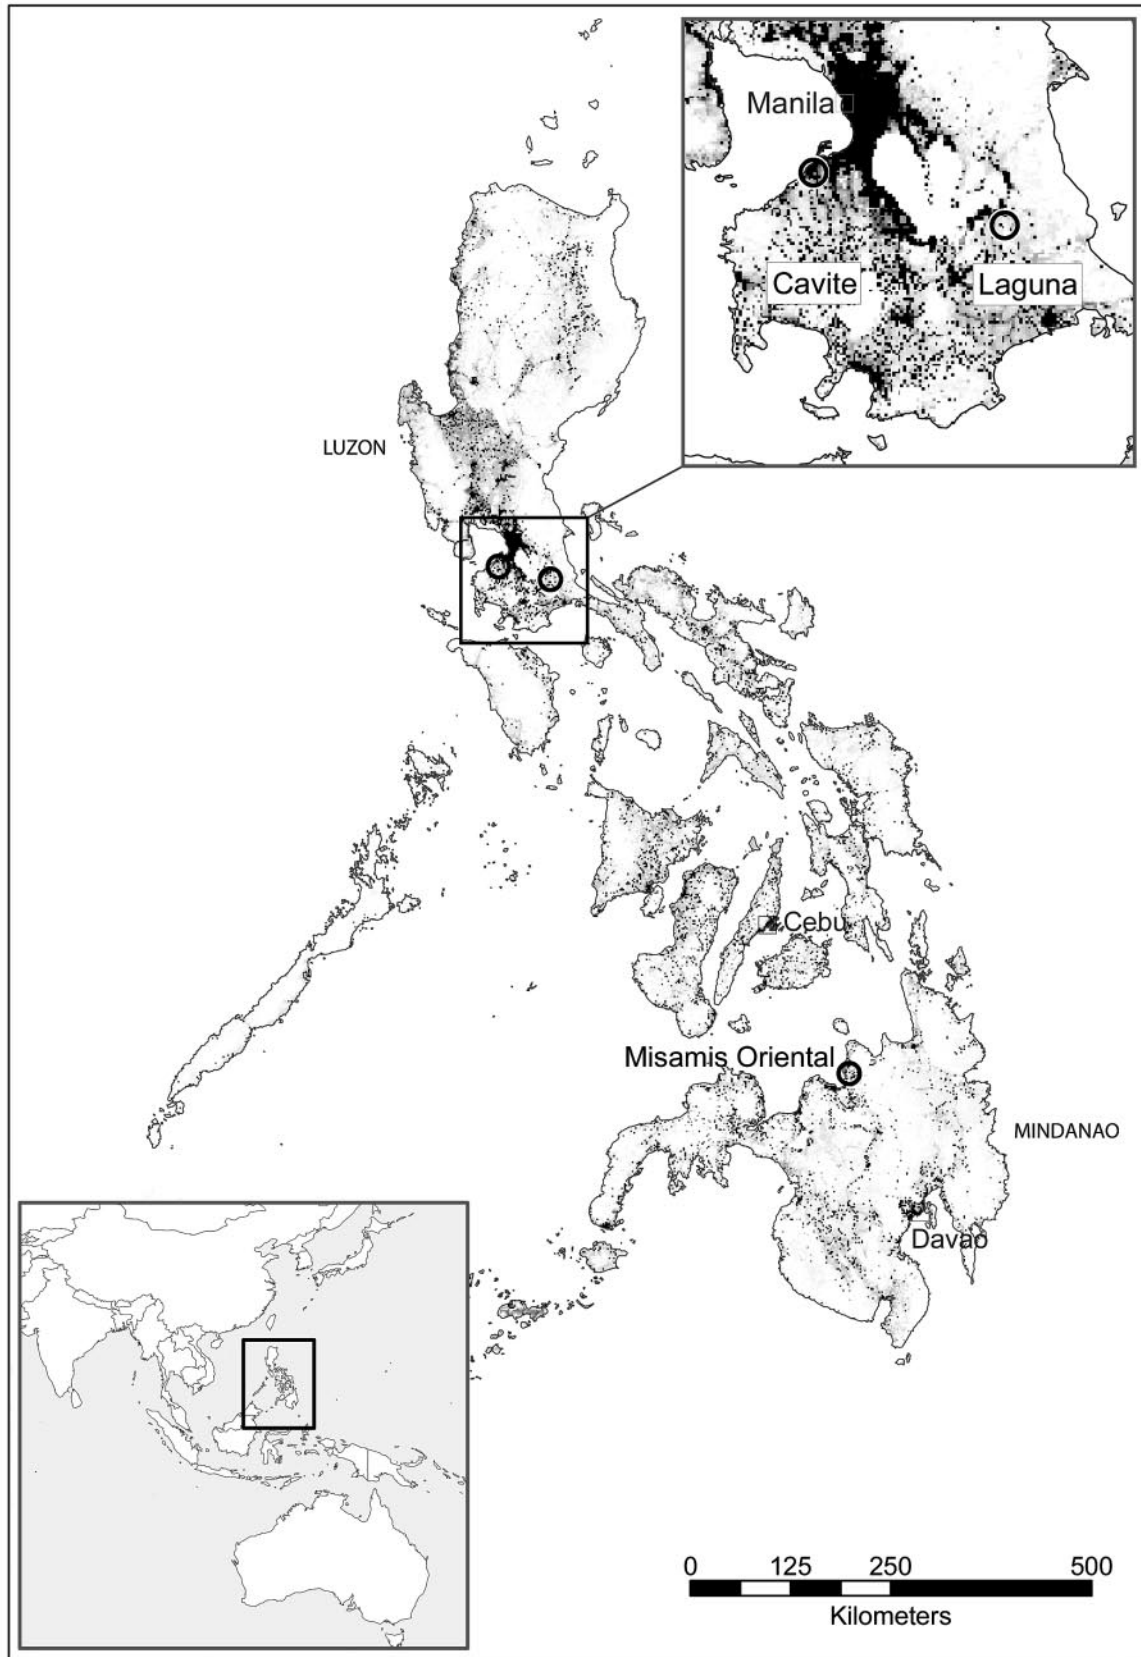 Manila
Cavite
Laguna
LUZON
Cebu
Misamis Oriental
MINDANAO
Davao
0 125 250 500
Kilometers